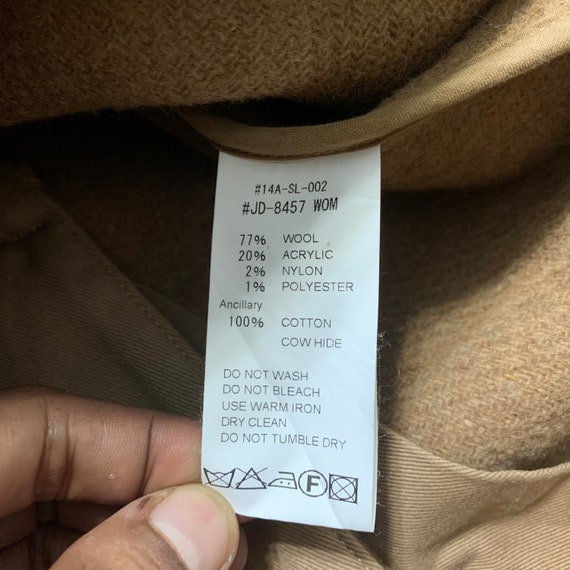 #14A-SL-002
#JD-8457 WOM
77% WOOL
20% ACRYLIC
2% NYLON
1% POLYESTER
Ancillary
100% COTTON
COW HIDE
DO NOT WASH
DO NOT BLEACH
USE WARM IRON
DRY CLEAN
DO NOT TUMBLE DRY
F